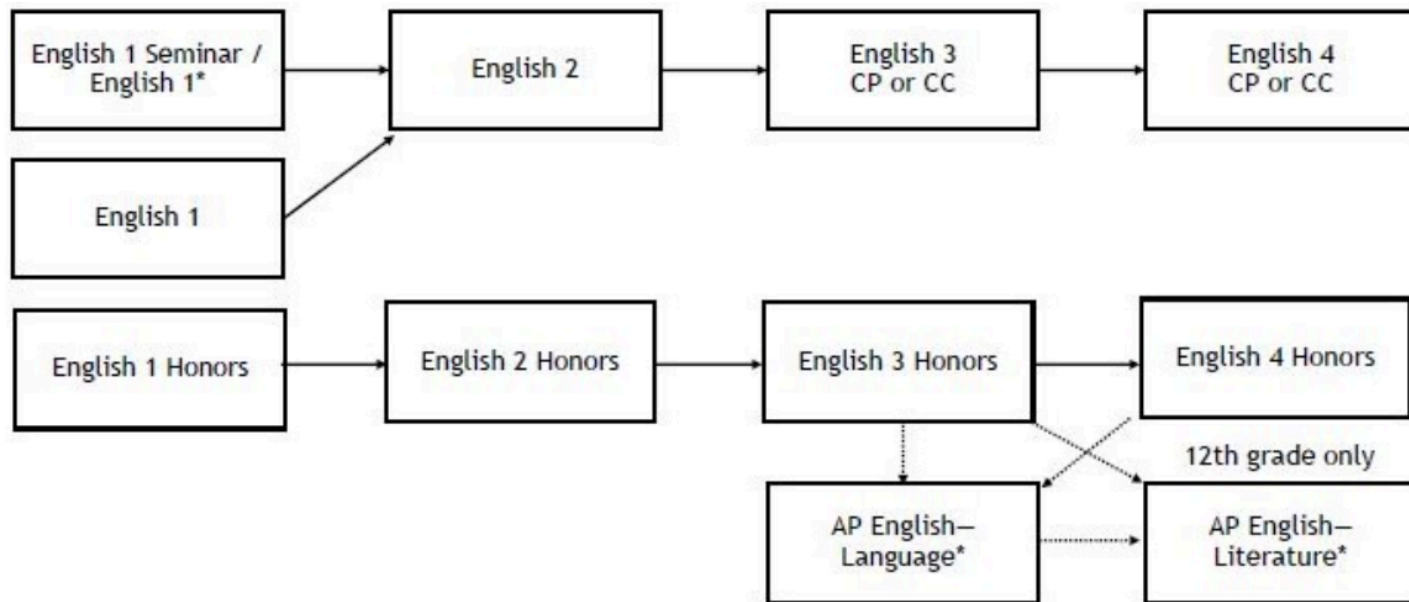 English 1 Seminar /
English 1*
English 2
English 3
CP or CC
English 4
CP or CC
English 1
English 1 Honors
English 2 Honors
English 3 Honors
English 4 Honors
12th grade only
AP English—
Language*
AP English—
Literature*